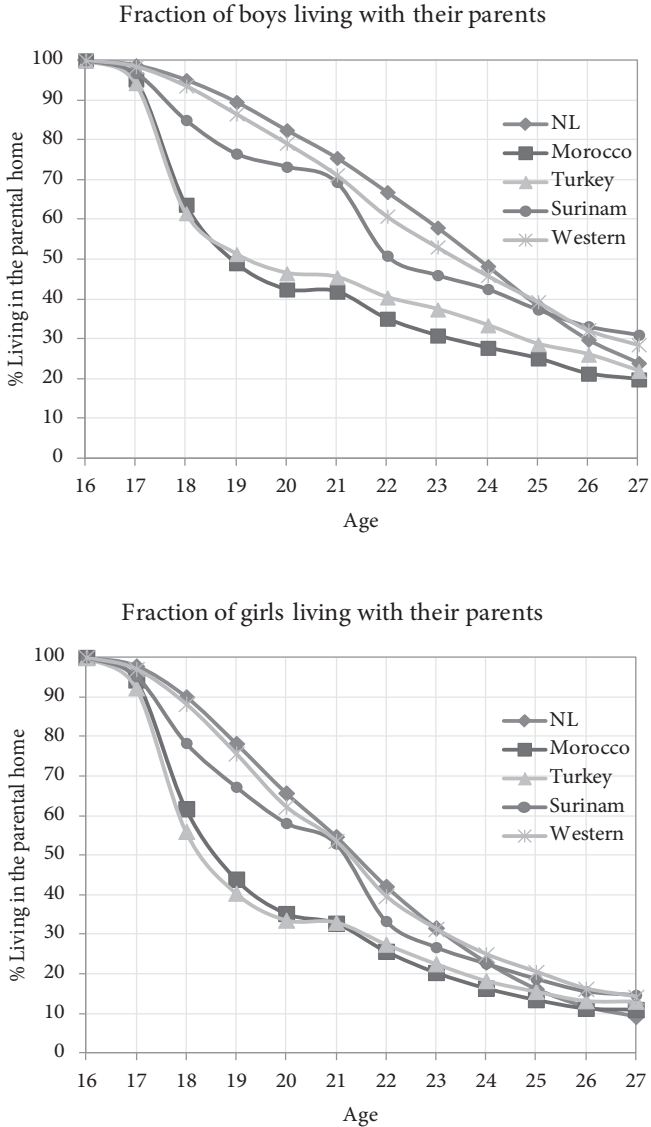 Fraction of boys living with their parents
% Living in the parental home
100
90
80
70
60
50
40
30
20
10
0
NL
Morocco
Turkey
Surinam
Western
16 17 18 19 20 21 22 23 24 25 26 27
Age
Fraction of girls living with their parents
% Living in the parental home
100
90
80
70
60
50
40
30
20
10
0
NL
Morocco
Turkey
Surinam
Western
16 17 18 19 20 21 22 23 24 25 26 27
Age